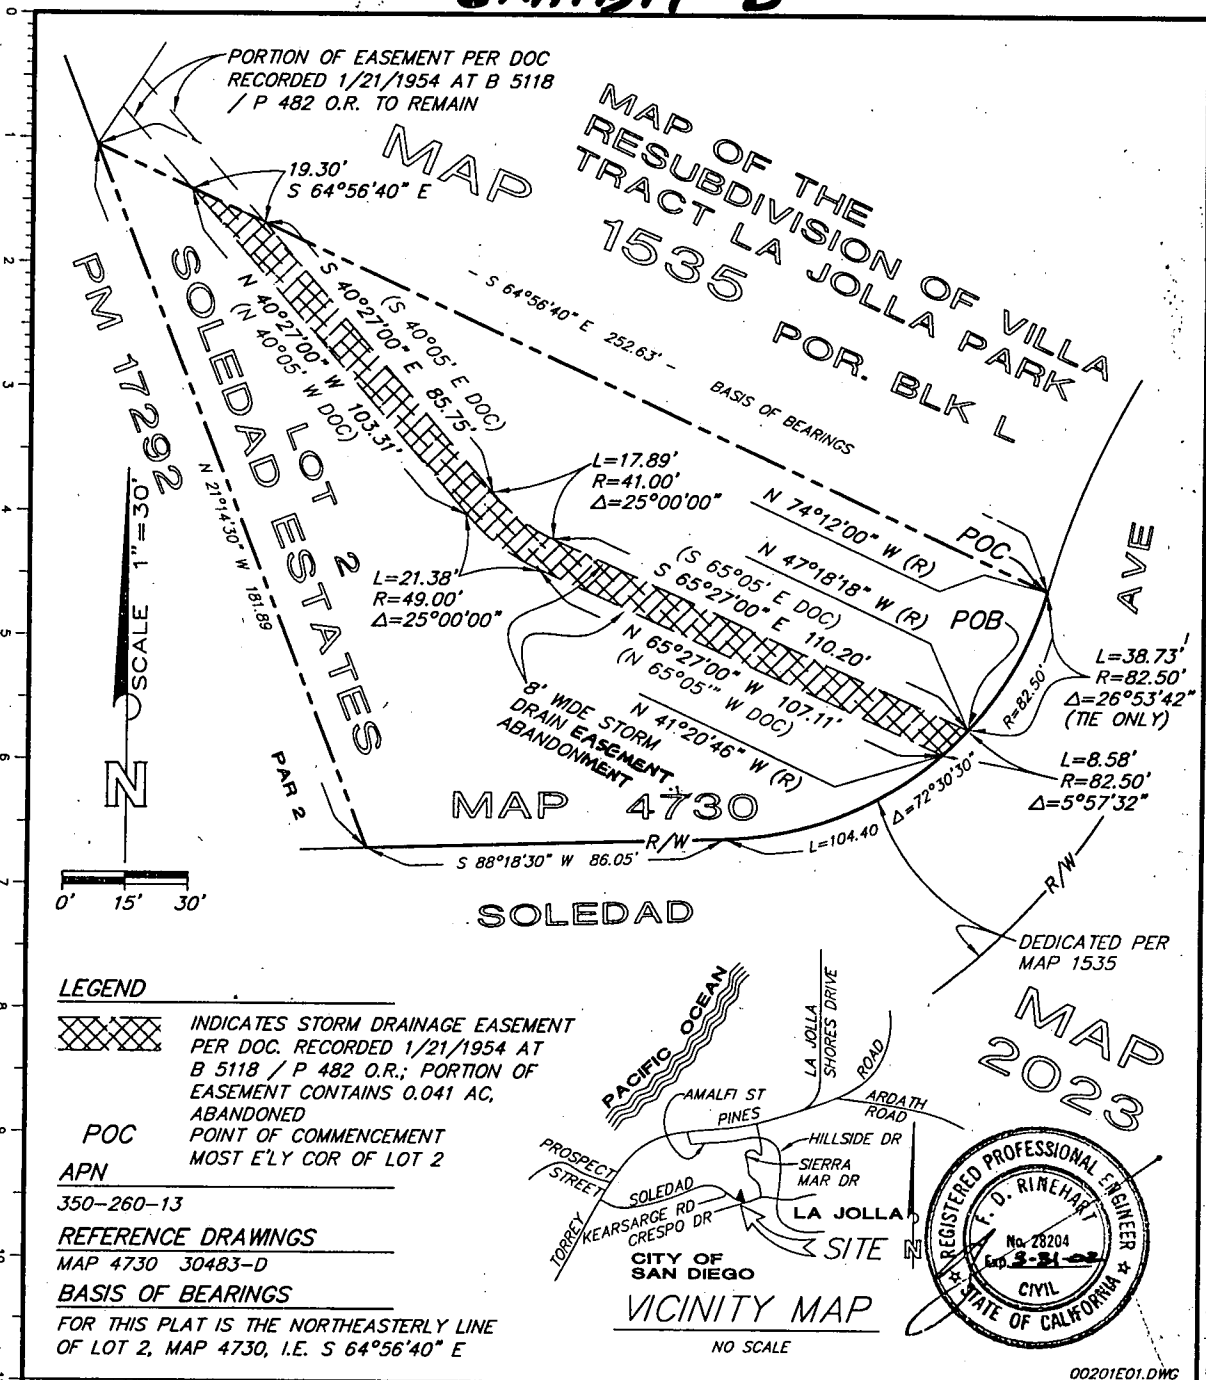 EXHIBIT "B"
PORTION OF EASEMENT PER DOC
RECORDED 1/21/1954 AT B 5118
/ P 482 O.R. TO REMAIN
MAP
1535
MAP OF THE
RESUBDIVISION OF VILLA
TRACT LA JOLLA PARK
POR. BLK L
19.30'
S 64°56'40" E
- S 64°56'40" E 252.63' -
BASIS OF BEARINGS
PM 17292
SOLEDAD ESTATES
LOT 2
(S 40°05' E DOC)
S 40°27'00" E 85.75'
N 40°27'00" W 103.31'
(N 40°05' W DOC)
N 21°14'30" W 181.89
SCALE 1"=30'
N
0' 15' 30'
L=17.89'
R=41.00'
Δ=25°00'00"
L=21.38'
R=49.00'
Δ=25°00'00"
N 74°12'00" W (R)
POC
N 47°18'18" W (R)
POB
AVE
(S 65°05' E DOC)
S 65°27'00" E 110.20'
N 65°27'00" W 107.11'
(N 65°05'" W DOC)
N 41°20'46" W (R)
8' WIDE STORM
DRAIN EASEMENT
ABANDONMENT
R=82.50'
L=38.73'
R=82.50'
Δ=26°53'42"
(TIE ONLY)
L=8.58'
R=82.50'
Δ=5°57'32"
PAR 2
MAP 4730
Δ=72°30'30"
L=104.40
R/W
S 88°18'30" W 86.05'
R/W
SOLEDAD
DEDICATED PER
MAP 1535
MAP
2023
LEGEND
INDICATES STORM DRAINAGE EASEMENT
PER DOC. RECORDED 1/21/1954 AT
B 5118 / P 482 O.R.; PORTION OF
EASEMENT CONTAINS 0.041 AC,
ABANDONED
POC POINT OF COMMENCEMENT
MOST E'LY COR OF LOT 2
APN
350-260-13
REFERENCE DRAWINGS
MAP 4730 30483-D
BASIS OF BEARINGS
FOR THIS PLAT IS THE NORTHEASTERLY LINE
OF LOT 2, MAP 4730, I.E. S 64°56'40" E
PACIFIC OCEAN
LA JOLLA
SHORES DRIVE
ROAD
ARDATH
ROAD
AMALFI ST
PINES
HILLSIDE DR
SIERRA
MAR DR
PROSPECT
STREET
SOLEDAD
KEARSARGE RD
CRESPO DR
TORREY
LA JOLLA
SITE
N
CITY OF
SAN DIEGO
VICINITY MAP
NO SCALE
REGISTERED PROFESSIONAL ENGINEER
F. D. RINEHART
No. 28204
Exp.
CIVIL
STATE OF CALIFORNIA
00201E01.DWG
0
1
2
3
4
5
6
7
8
9
10